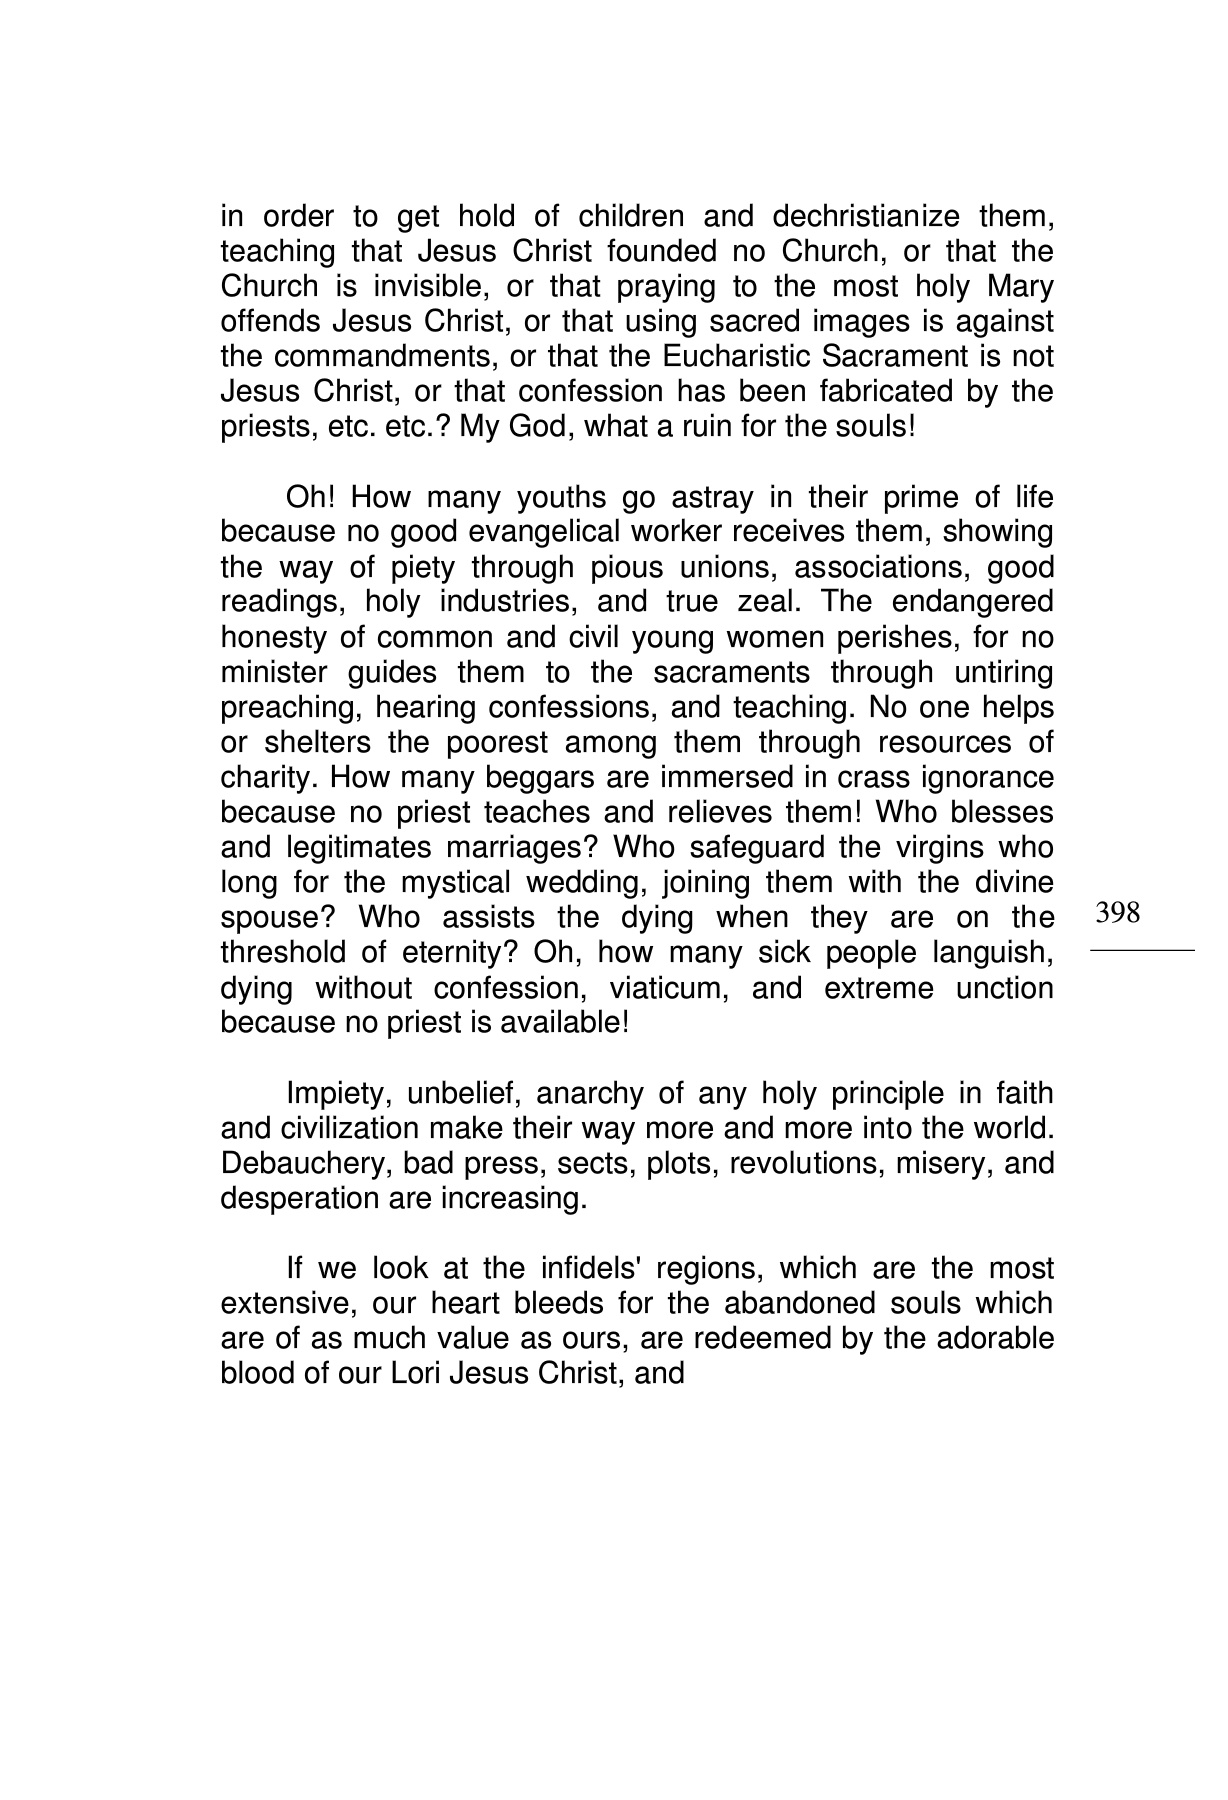 in order to get hold of children and dechristianize them,
teaching that Jesus Christ founded no Church, or that the
Church is invisible, or that praying to the most holy Mary
offends Jesus Christ, or that using sacred images is against
the commandments, or that the Eucharistic Sacrament is not
Jesus Christ, or that confession has been fabricated by the
priests, etc. etc.? My God, what a ruin for the souls!
Oh! How many youths go astray in their prime of life
because no good evangelical worker receives them, showing
the way of piety through pious unions, associations, good
readings, holy industries, and true zeal. The endangered
honesty of common and civil young women perishes, for no
minister guides them to the sacraments through untiring
preaching, hearing confessions, and teaching. No one helps
or shelters the poorest among them through resources of
charity. How many beggars are immersed in crass ignorance
because no priest teaches and relieves them! Who blesses
and legitimates marriages? Who safeguard the virgins who
long for the mystical wedding, joining them with the divine
spouse? Who assists the dying when they are on the
threshold of eternity? Oh, how many sick people languish,
dying without confession, viaticum, and extreme unction
because no priest is available!
Impiety, unbelief, anarchy of any holy principle in faith
and civilization make their way more and more into the world.
Debauchery, bad press, sects, plots, revolutions, misery, and
desperation are increasing.
If we look at the infidels' regions, which are the most
extensive, our heart bleeds for the abandoned souls which
are of as much value as ours, are redeemed by the adorable
blood of our Lori Jesus Christ, and
398